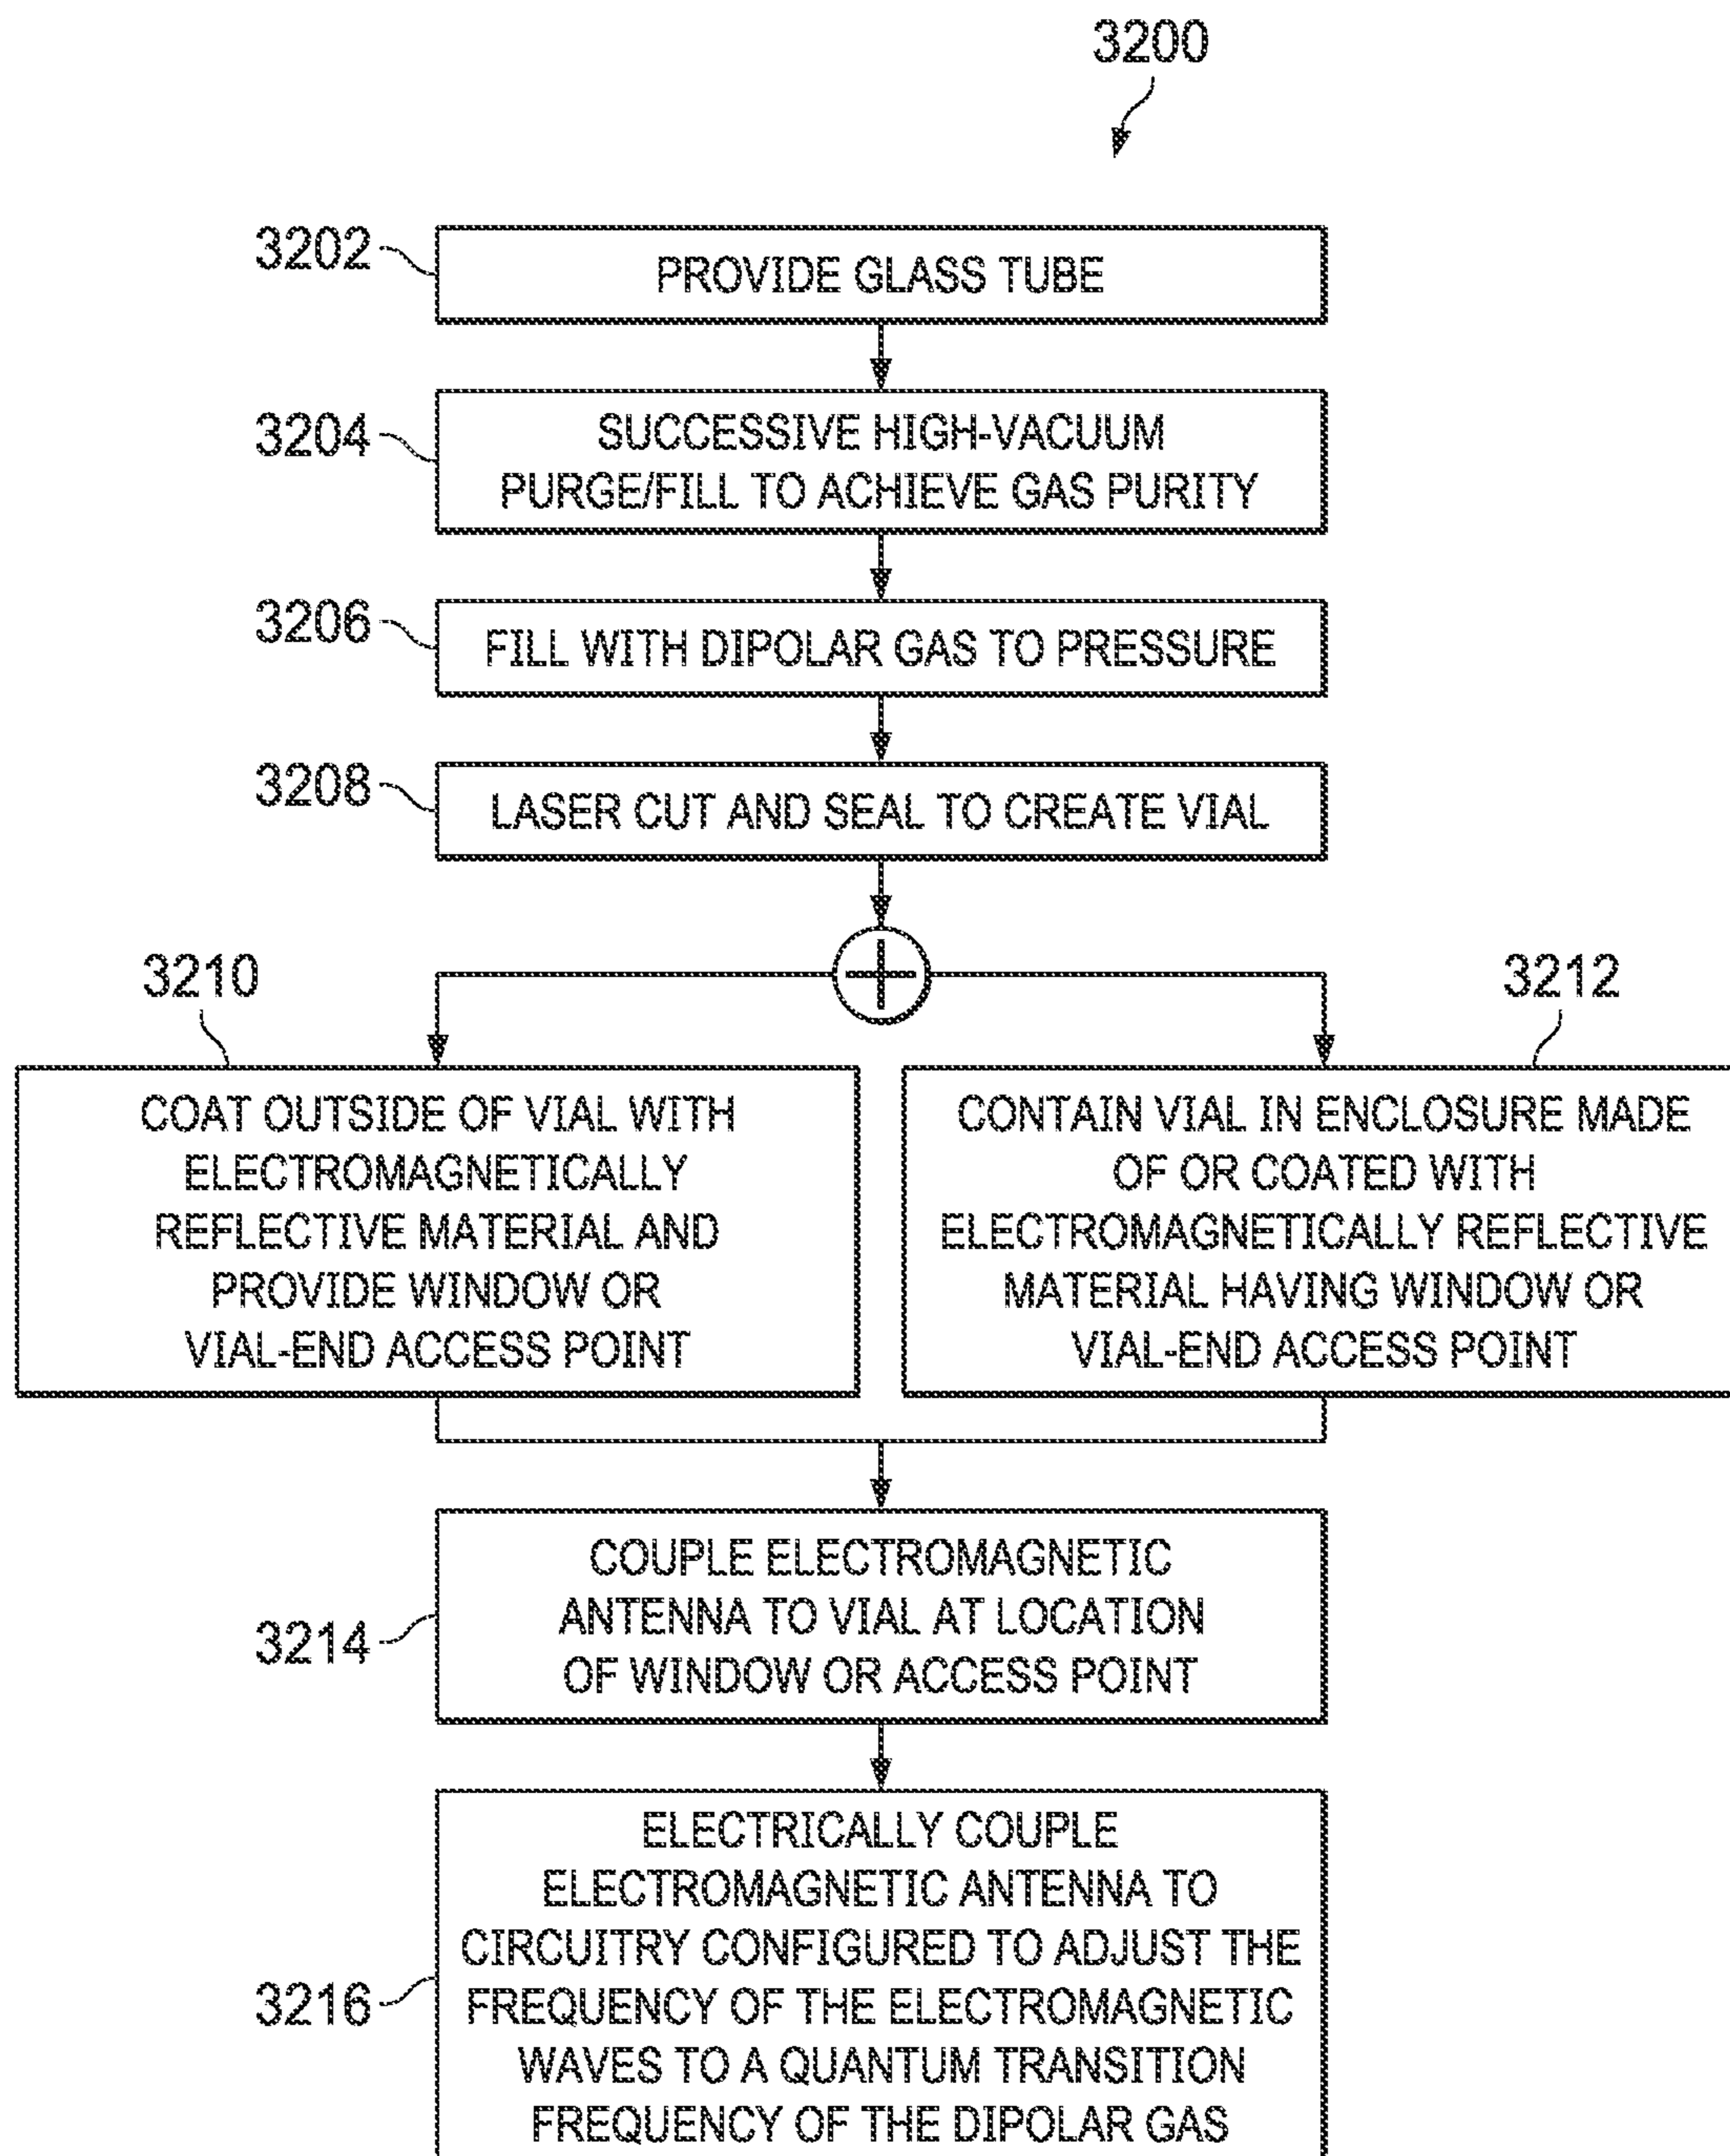 3200
3202
PROVIDE GLASS TUBE
3204
SUCCESSIVE HIGH-VACUUM
PURGE/FILL TO ACHIEVE GAS PURITY
3206
FILL WITH DIPOLAR GAS TO PRESSURE
3208
LASER CUT AND SEAL TO CREATE VIAL
3210
COAT OUTSIDE OF VIAL WITH
ELECTROMAGNETICALLY
REFLECTIVE MATERIAL AND
PROVIDE WINDOW OR
VIAL-END ACCESS POINT
3212
CONTAIN VIAL IN ENCLOSURE MADE
OF OR COATED WITH
ELECTROMAGNETICALLY REFLECTIVE
MATERIAL HAVING WINDOW OR
VIAL-END ACCESS POINT
3214
COUPLE ELECTROMAGNETIC
ANTENNA TO VIAL AT LOCATION
OF WINDOW OR ACCESS POINT
3216
ELECTRICALLY COUPLE
ELECTROMAGNETIC ANTENNA TO
CIRCUITRY CONFIGURED TO ADJUST THE
FREQUENCY OF THE ELECTROMAGNETIC
WAVES TO A QUANTUM TRANSITION
FREQUENCY OF THE DIPOLAR GAS